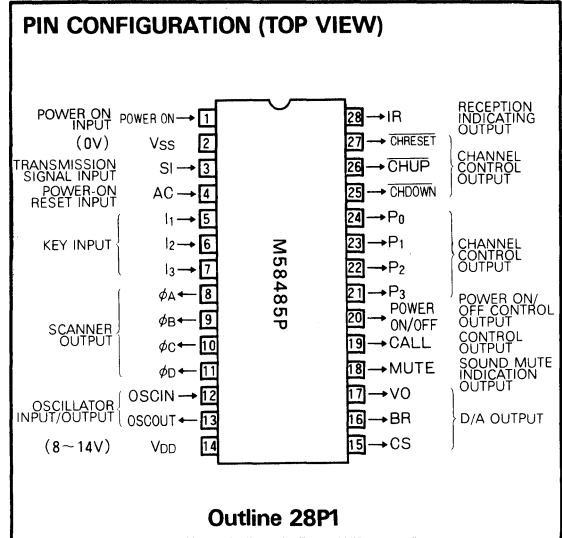 PIN CONFIGURATION (TOP VIEW)
POWER ON INPUT POWER ON → 1
(0V) VSS 2
TRANSMISSION SIGNAL INPUT SI → 3
POWER-ON RESET INPUT AC → 4
KEY INPUT
I1 → 5
I2 → 6
I3 → 7
SCANNER OUTPUT
ϕA ← 8
ϕB ← 9
ϕC ← 10
ϕD ← 11
OSCILLATOR INPUT/OUTPUT
OSCIN → 12
OSCOUT ← 13
(8~14V) VDD 14
M58485P
28 → IR RECEPTION INDICATING OUTPUT
27 → CHRESET
26 → CHUP
25 → CHDOWN
CHANNEL CONTROL OUTPUT
24 → P0
23 → P1
22 → P2
21 → P3
CHANNEL CONTROL OUTPUT
20 → POWER ON/OFF POWER ON/OFF CONTROL OUTPUT
19 → CALL CONTROL OUTPUT
18 → MUTE SOUND MUTE INDICATION OUTPUT
17 → VO
16 → BR
15 → CS
D/A OUTPUT
Outline 28P1